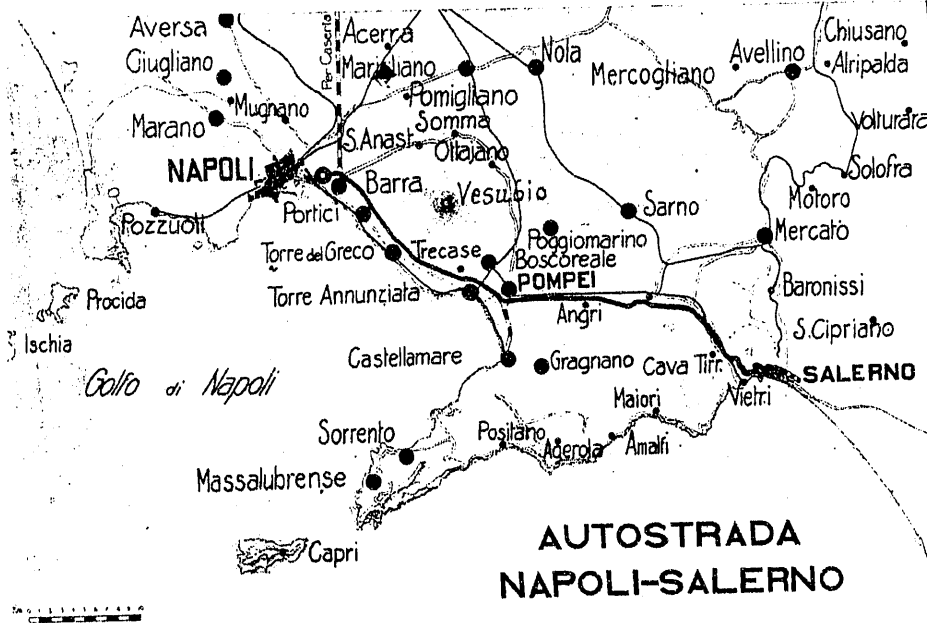 Aversa
Giugliano
Mugnano
Marano
NAPOLI
Per Caserta
Acerra
Marigliano
Pomigliano
Nola
S.Anast.
Somma
Ottajano
Mercogliano
Avellino
Chiusano
Alripalda
Volturara
Solofra
Motoro
Mercato
Barra
Portici
Vesubio
Sarno
Pozzuoli
Torre del Greco
Trecase
Poggiomarino
Boscoreale
POMPEI
Torre Annunziata
Procida
Ischia
Angri
Baronissi
S.Cipriano
Castellamare
Gragnano
Cava Tirr.
SALERNO
Vietri
Golfo di Napoli
Maiori
Sorrento
Positano
Agerola
Amalfi
Massalubrense
Capri
AUTOSTRADA
NAPOLI-SALERNO